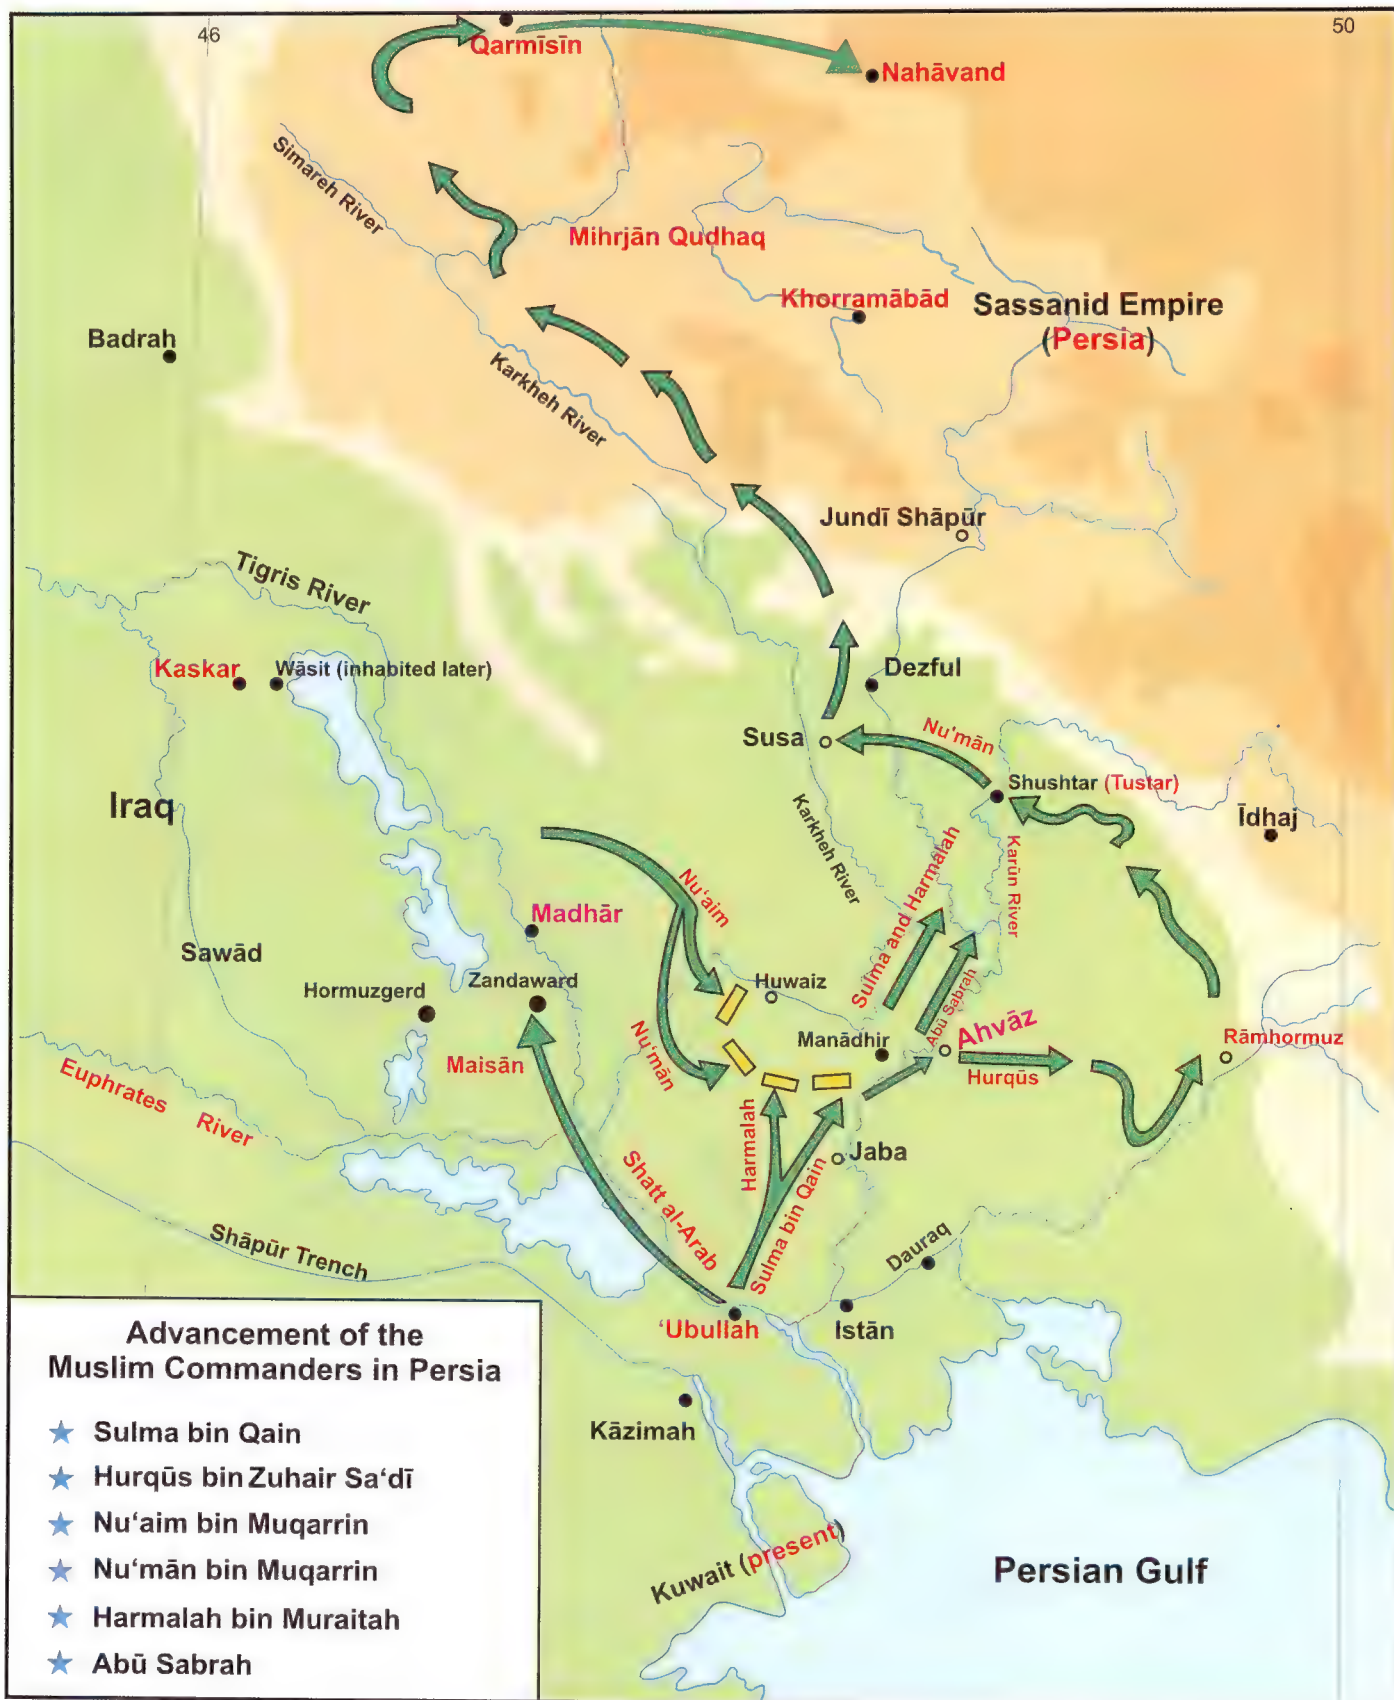 46
50
Qarmīsīn
Nahāvand
Simareh River
Mihrjān Qudhaq
Khorramābād
Sassanid Empire
(Persia)
Badrah
Karkheh River
Jundī Shāpūr
Tigris River
Kaskar
Wāsit (inhabited later)
Dezful
Susa
Nu'mān
Shushtar (Tustar)
Iraq
Īdhaj
Karkheh River
Karūn River
Sulma and Harmālah
Nu‘aim
Madhār
Sawād
Hormuzgerd
Zandaward
Huwaiz
Abū Sabrah
Ahvāz
Manādhir
Rāmhormuz
Maisān
Nu‘mān
Hurqūs
Euphrates River
Harmalah
Jaba
Shatt al-Arab
Sulma bin Qain
Shāpūr Trench
Dauraq
‘Ubullah
Istān
Advancement of the
Muslim Commanders in Persia
Sulma bin Qain
Hurqūs bin Zuhair Sa‘dī
Nu‘aim bin Muqarrin
Nu‘mān bin Muqarrin
Harmalah bin Muraitah
Abū Sabrah
Kāzimah
Kuwait (present)
Persian Gulf